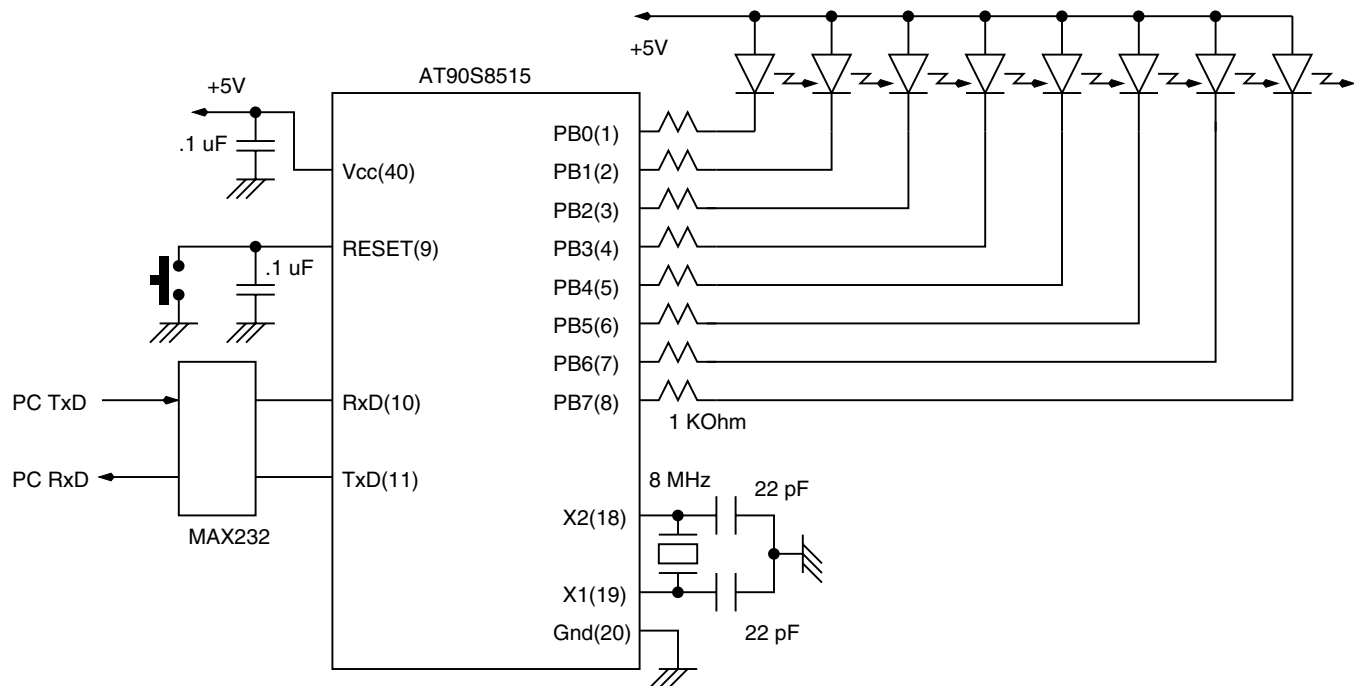 +5V
AT90S8515
+5V
.1 uF
PB0(1)
Vcc(40)
PB1(2)
PB2(3)
RESET(9)
PB3(4)
.1 uF
PB4(5)
PB5(6)
PB6(7)
PC TxD
RxD(10)
PB7(8)
1 KOhm
PC RxD
TxD(11)
8 MHz
22 pF
X2(18)
MAX232
X1(19)
Gnd(20)
22 pF